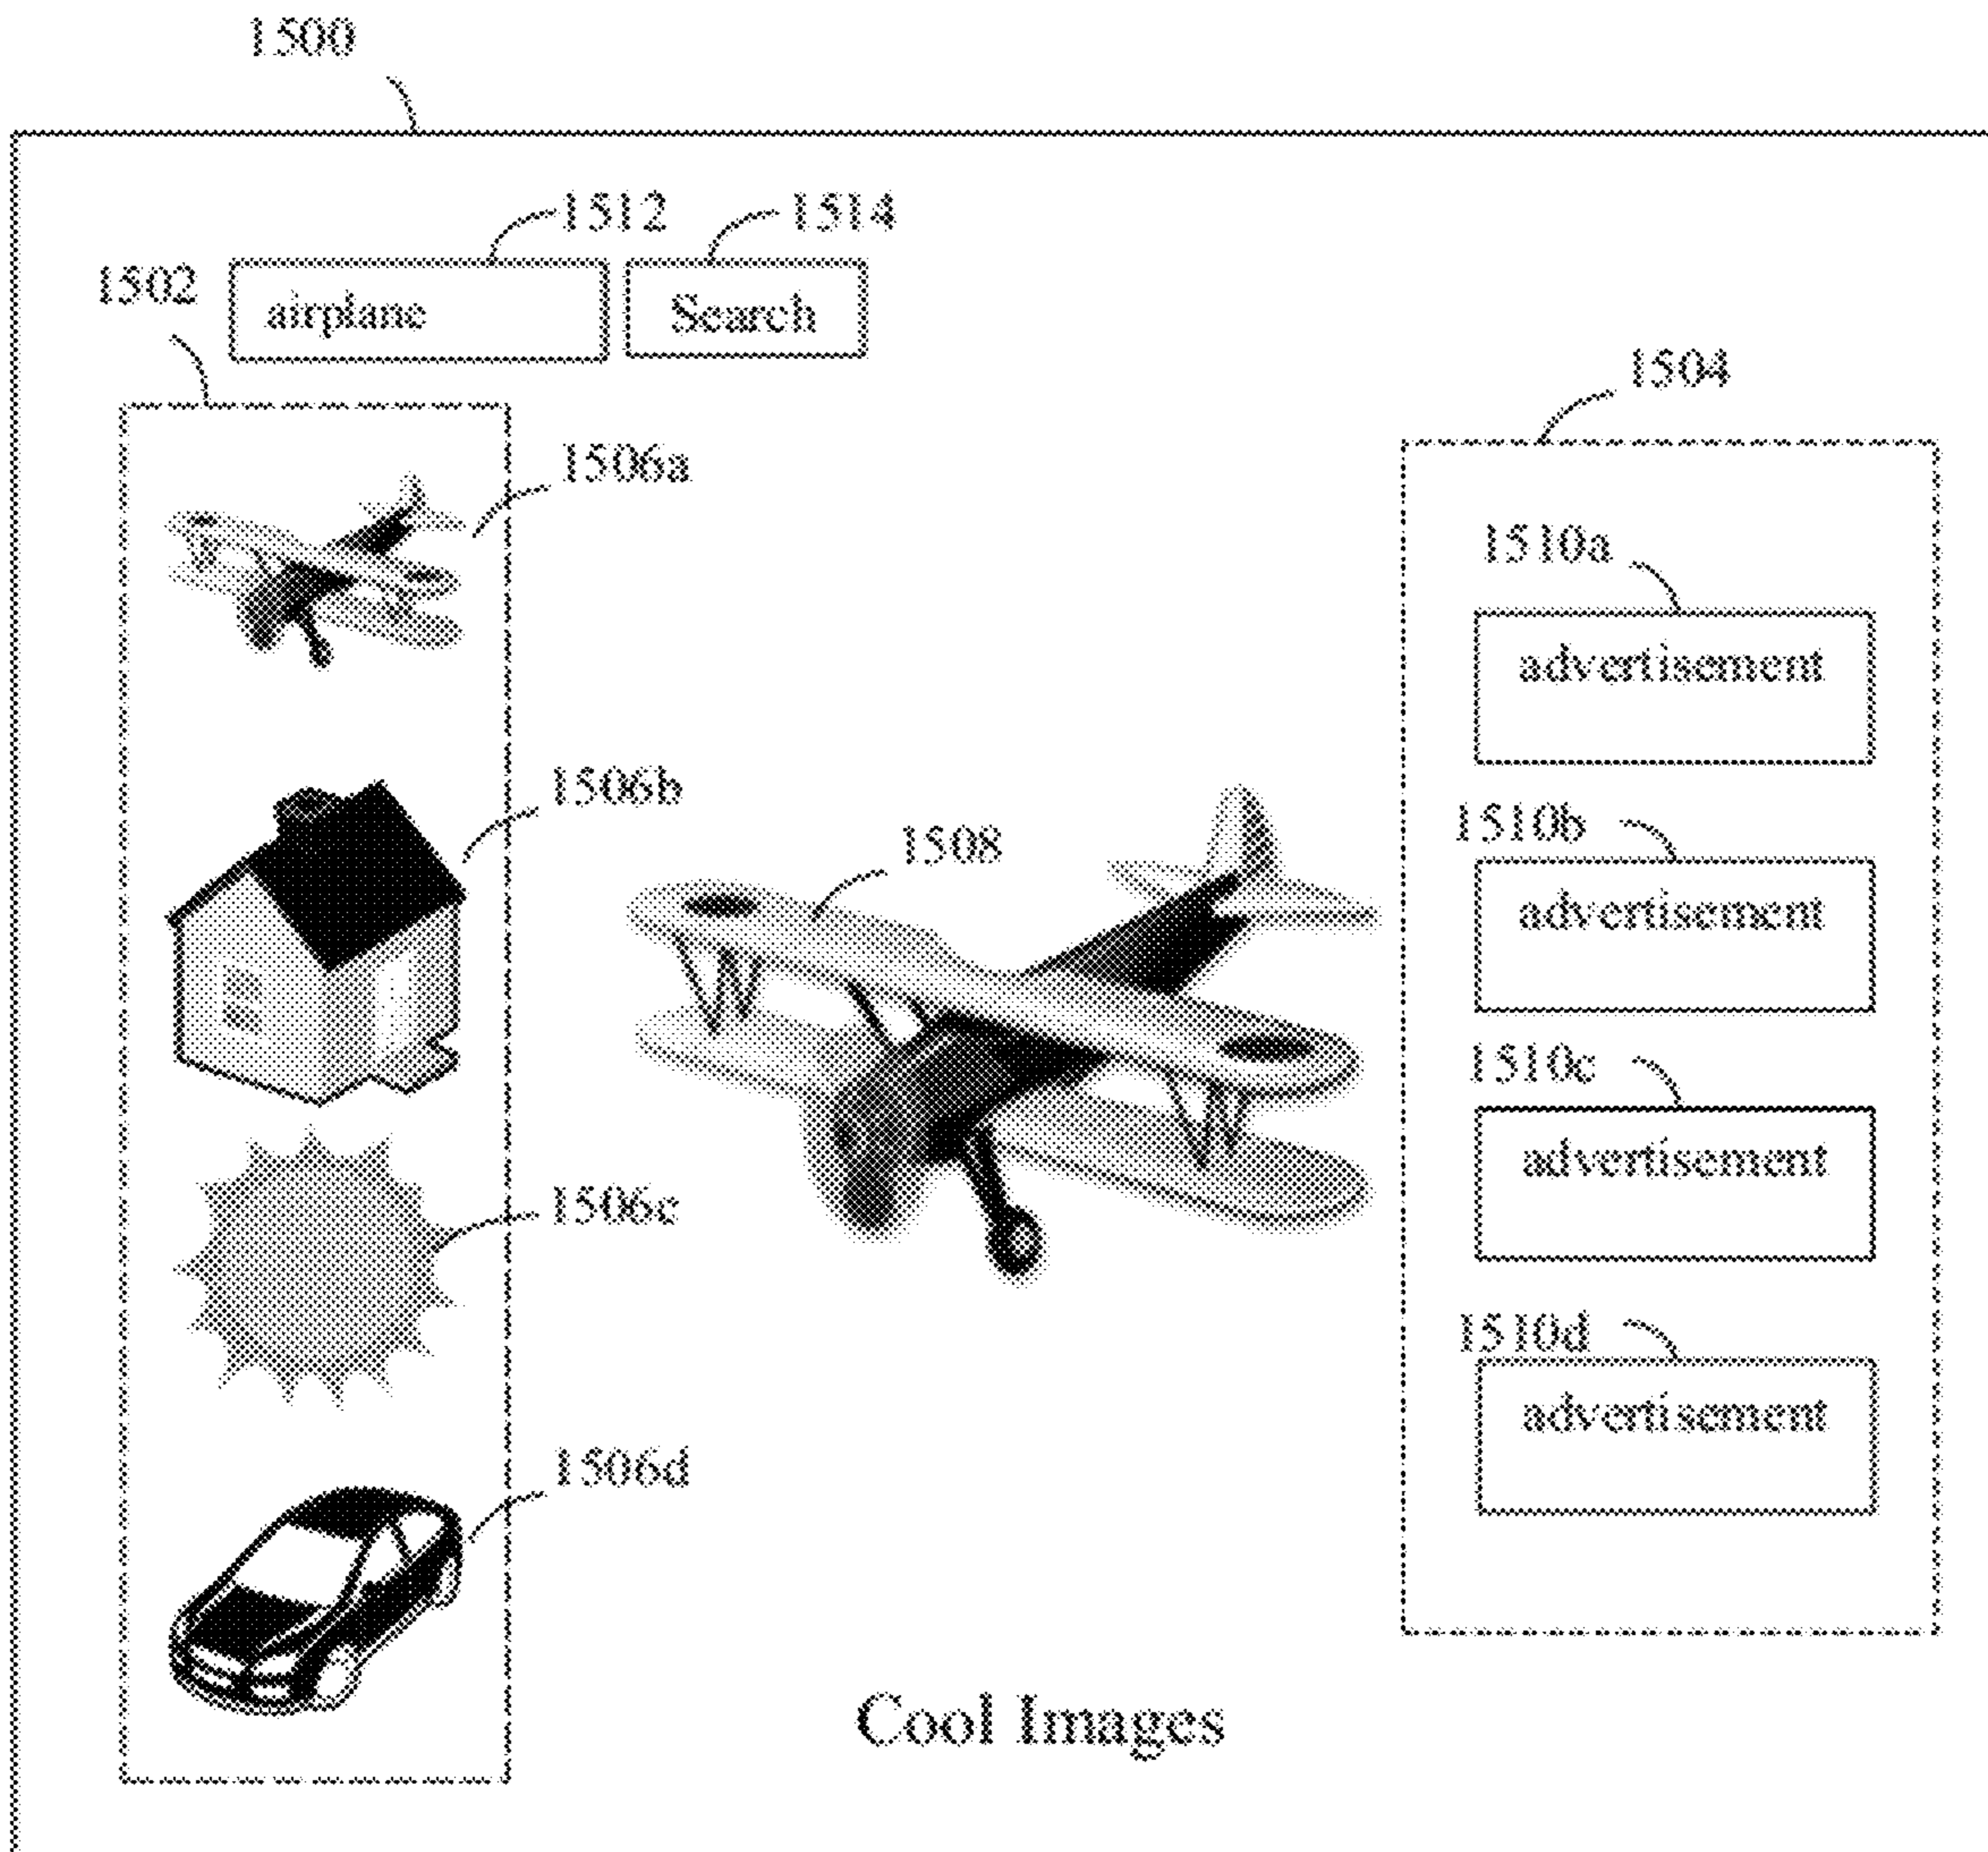 1500
1512
1514
1502
airplane
Search
1504
1506a
1510a
advertisement
1506b
1510b
1508
advertisement
1510c
advertisement
1506c
1510d
advertisement
1506d
Cool Images